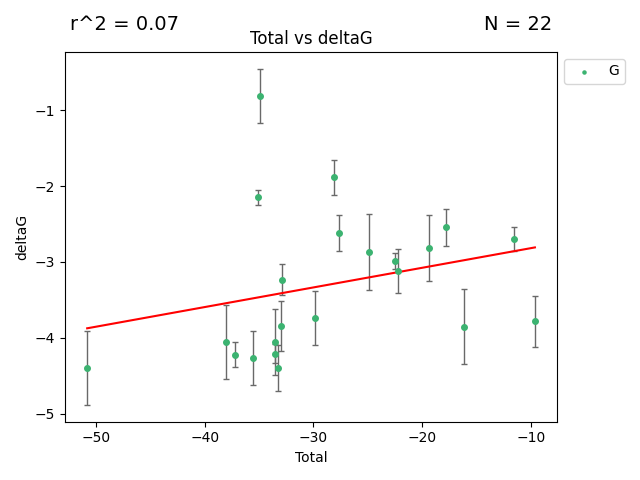 r^2 = 0.07
N = 22
Total vs deltaG
G
deltaG
−1
−2
−3
−4
−5
−50
−40
−30
−20
−10
Total